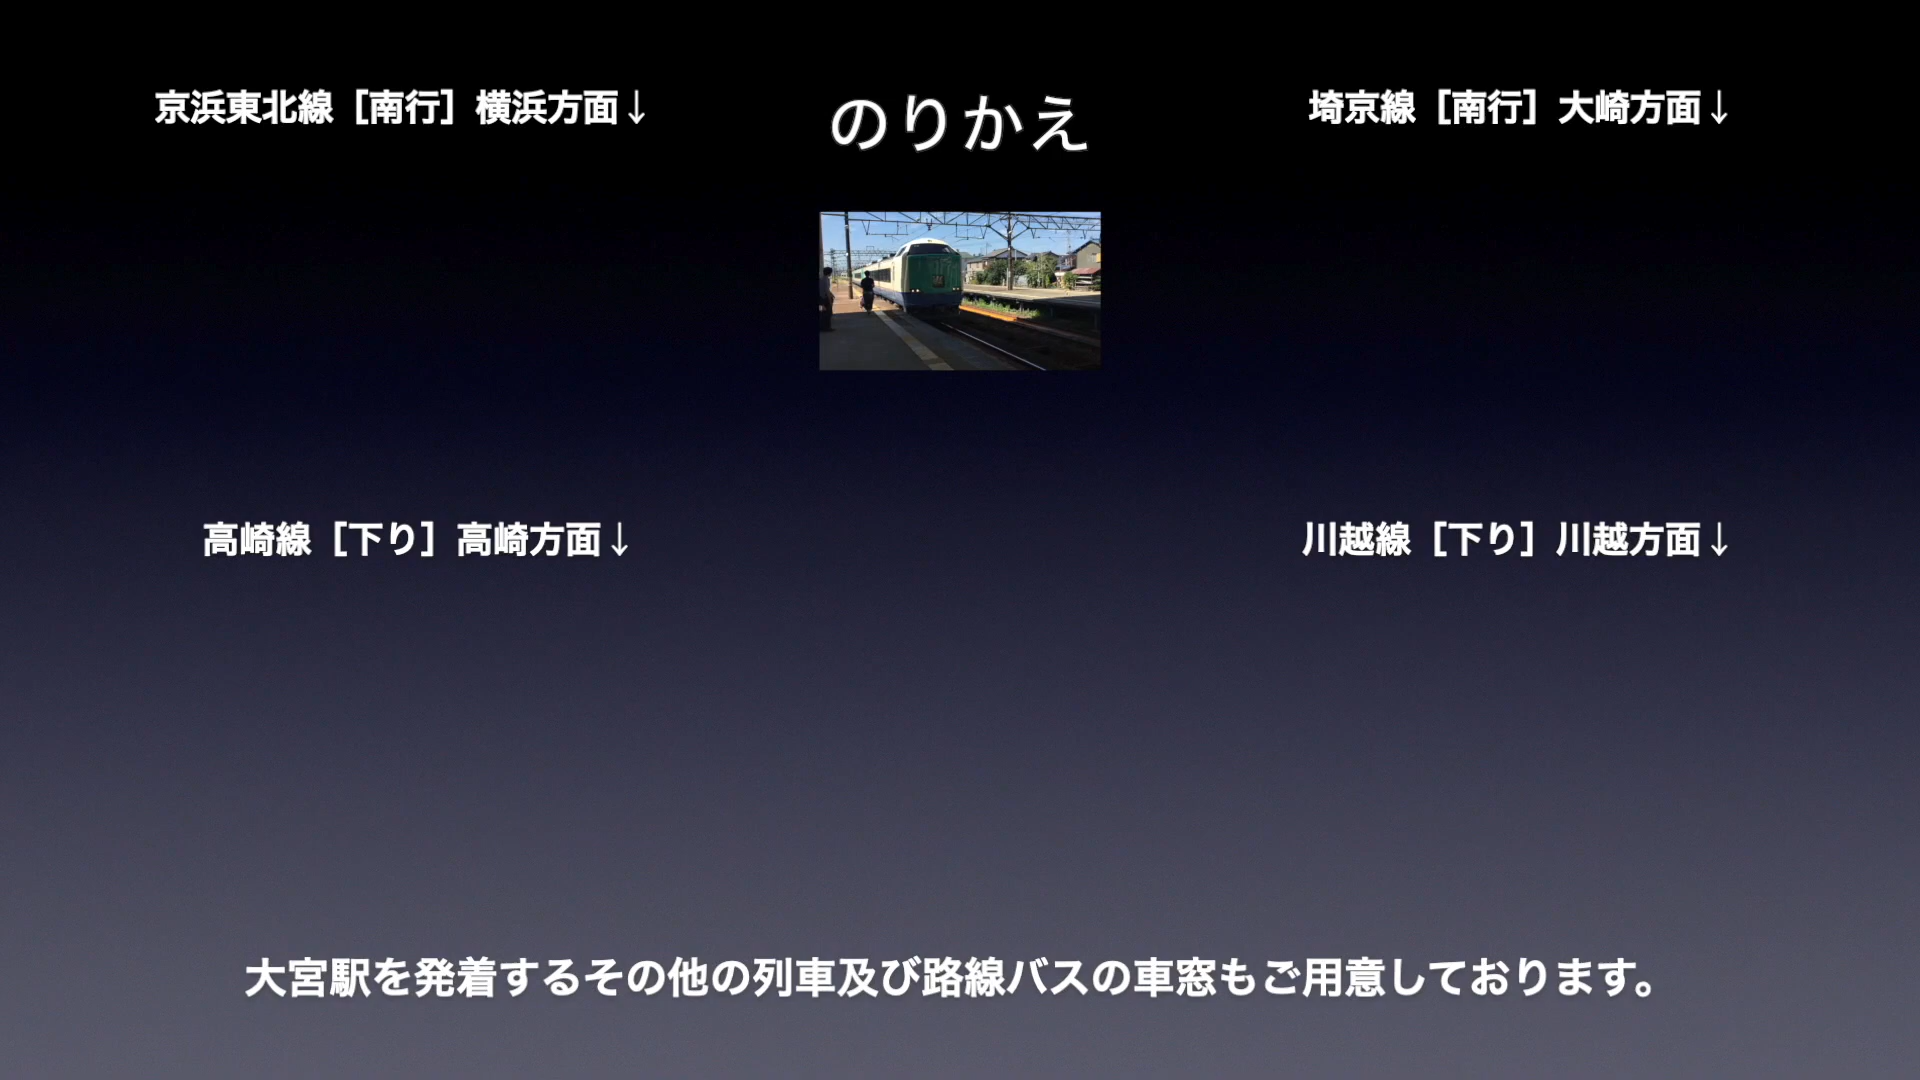 京浜東北線［南行］横浜方面↓
のりかえ
埼京線［南行］大崎方面↓
高崎線［下り］高崎方面↓
川越線［下り］川越方面↓
大宮駅を発着するその他の列車及び路線バスの車窓もご用意しております。